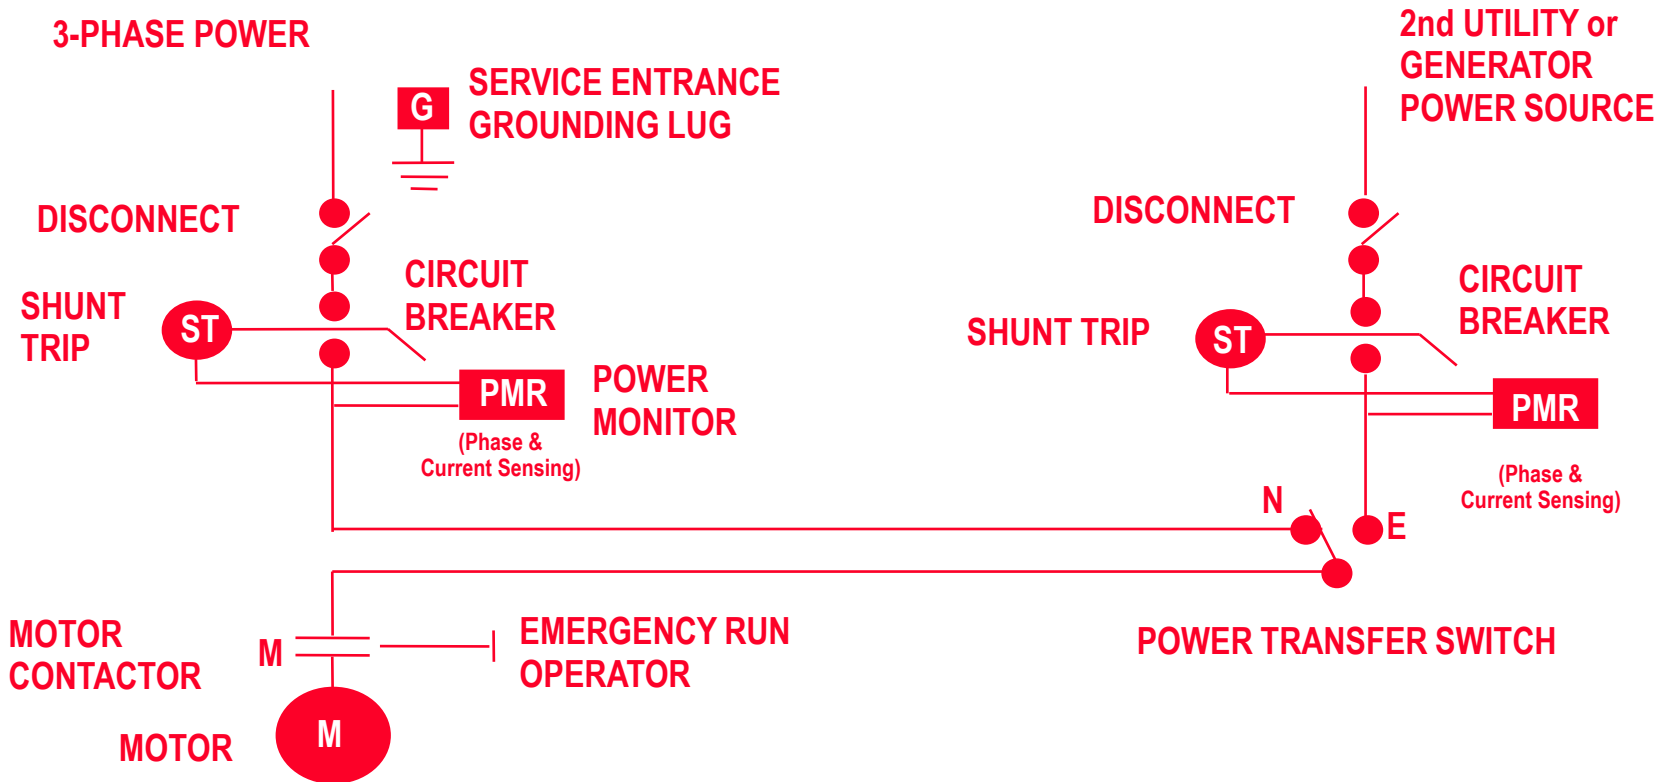 3-PHASE POWER
G
SERVICE ENTRANCE
GROUNDING LUG
2nd UTILITY or
GENERATOR
POWER SOURCE
DISCONNECT
DISCONNECT
SHUNT
TRIP
ST
CIRCUIT
BREAKER
SHUNT TRIP
ST
CIRCUIT
BREAKER
PMR
POWER
MONITOR
(Phase &
Current Sensing)
PMR
(Phase &
Current Sensing)
N
E
MOTOR
CONTACTOR
M
EMERGENCY RUN
OPERATOR
POWER TRANSFER SWITCH
MOTOR
M